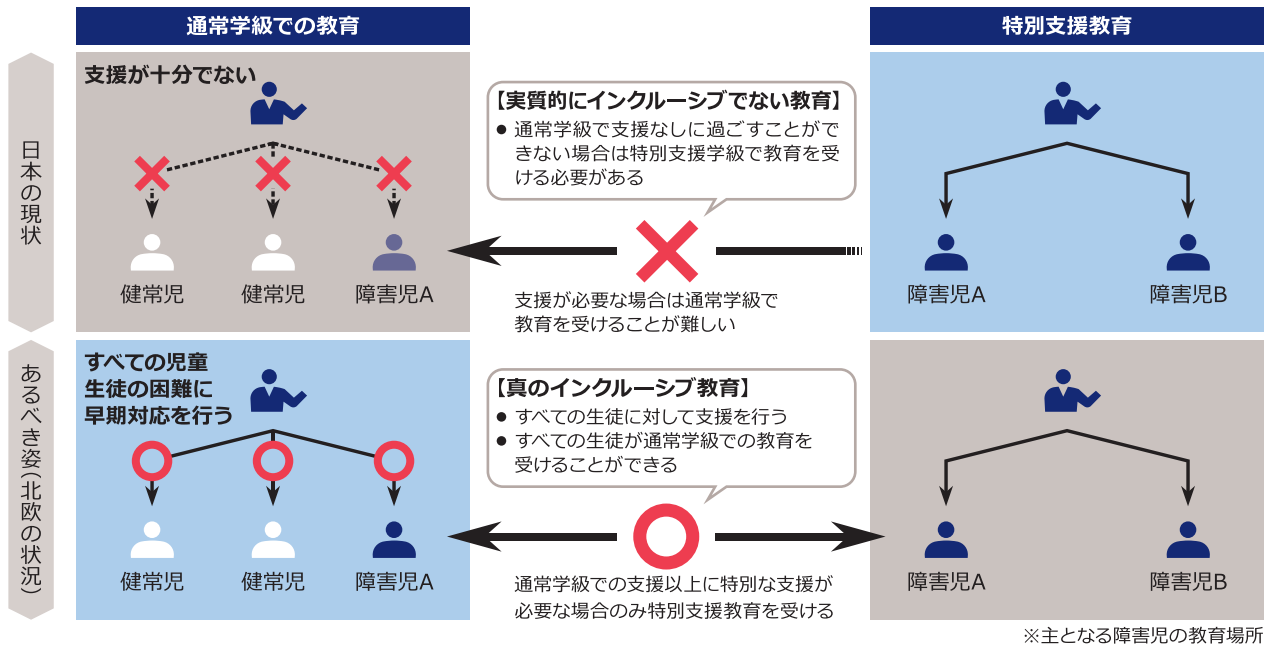 通常学級での教育
特別支援教育
日本の現状
支援が十分でない
健常児
健常児
障害児A
【実質的にインクルーシブでない教育】
● 通常学級で支援なしに過ごすことがで
きない場合は特別支援学級で教育を受
ける必要がある
支援が必要な場合は通常学級で
教育を受けることが難しい
障害児A
障害児B
あるべき姿(北欧の状況)
すべての児童
生徒の困難に
早期対応を行う
健常児
健常児
障害児A
【真のインクルーシブ教育】
● すべての生徒に対して支援を行う
● すべての生徒が通常学級での教育を
受けることができる
通常学級での支援以上に特別な支援が
必要な場合のみ特別支援教育を受ける
障害児A
障害児B
※主となる障害児の教育場所